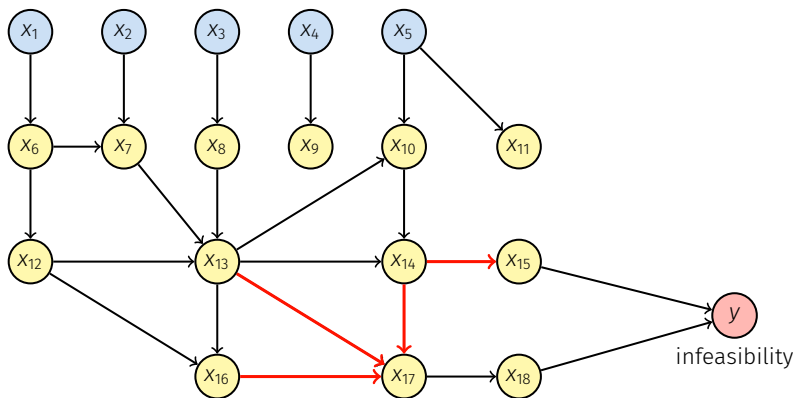 x₁ x₂ x₃ x₄ x₅
x₆ x₇ x₈ x₉ x₁₀ x₁₁
x₁₂ x₁₃ x₁₄ x₁₅
y
infeasibility
x₁₆ x₁₇ x₁₈